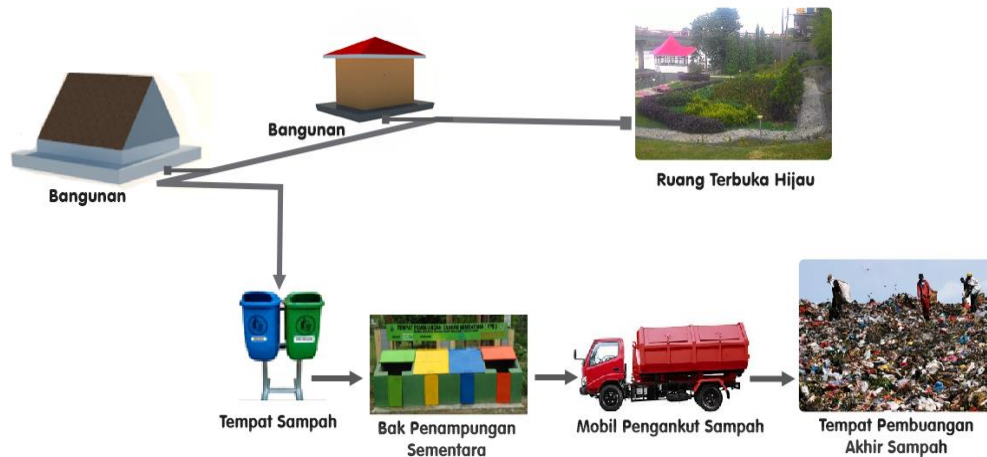 Bangunan
Bangunan
Ruang Terbuka Hijau
Tempat Sampah
Bak Penampungan
Sementara
Mobil Pengankut Sampah
Tempat Pembuangan
Akhir Sampah